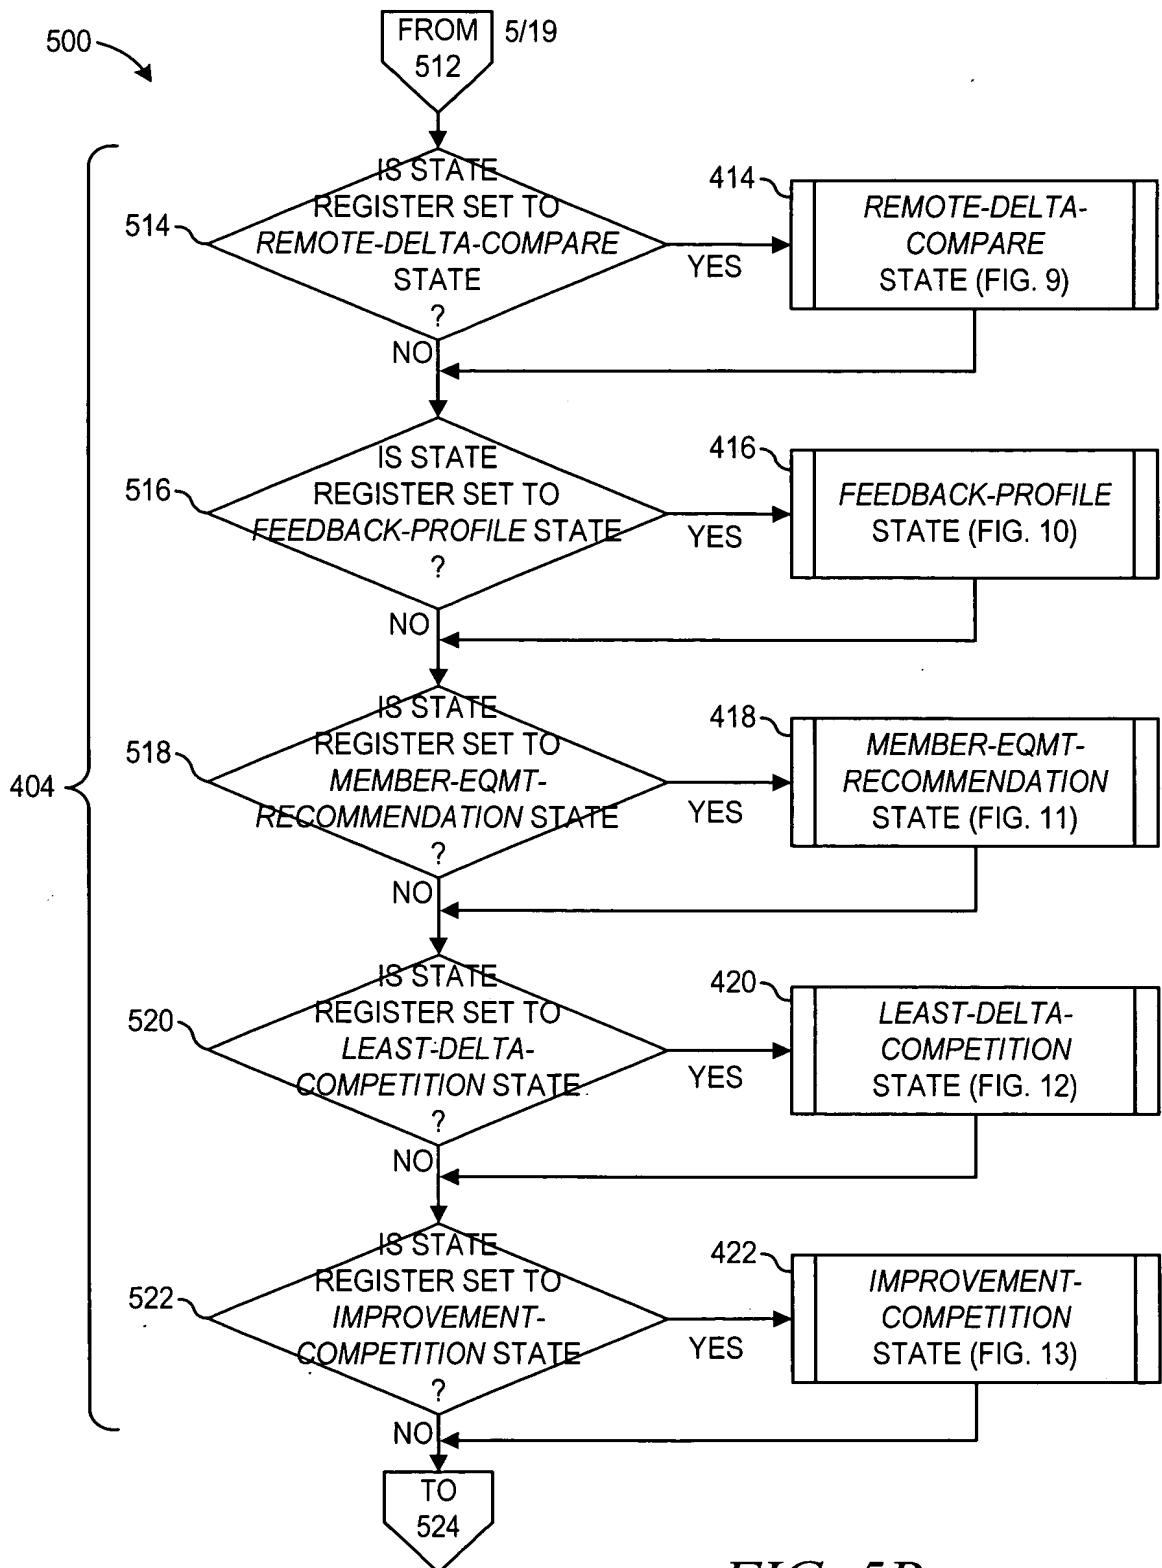 500
FROM
512
5/19
404
514
IS STATE
REGISTER SET TO
REMOTE-DELTA-COMPARE
STATE
?
YES
NO
414
REMOTE-DELTA-
COMPARE
STATE (FIG. 9)
516
IS STATE
REGISTER SET TO
FEEDBACK-PROFILE STATE
?
YES
NO
416
FEEDBACK-PROFILE
STATE (FIG. 10)
518
IS STATE
REGISTER SET TO
MEMBER-EQMT-
RECOMMENDATION STATE
?
YES
NO
418
MEMBER-EQMT-
RECOMMENDATION
STATE (FIG. 11)
520
IS STATE
REGISTER SET TO
LEAST-DELTA-
COMPETITION STATE
?
YES
NO
420
LEAST-DELTA-
COMPETITION
STATE (FIG. 12)
522
IS STATE
REGISTER SET TO
IMPROVEMENT-
COMPETITION STATE
?
YES
NO
422
IMPROVEMENT-
COMPETITION
STATE (FIG. 13)
TO
524
FIG. 5B